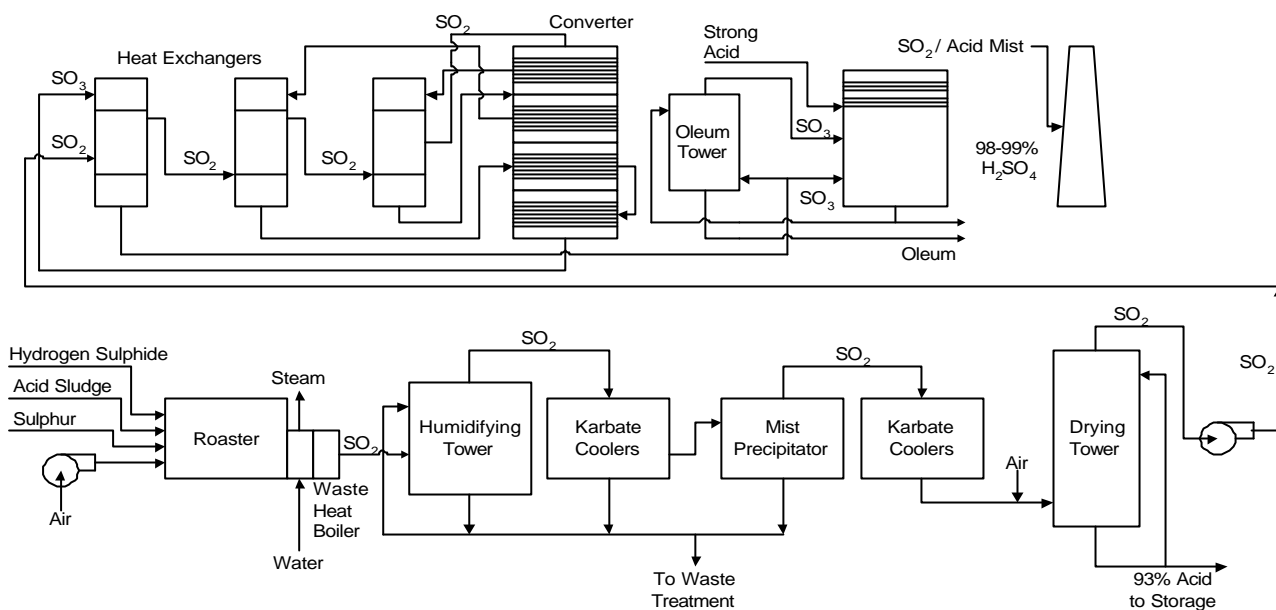 SO2
Converter
Heat Exchangers
SO3
SO2
SO2
SO2
Strong
Acid
Oleum
Tower
SO3
SO3
Oleum
SO2 / Acid Mist
98-99%
H2SO4
Hydrogen Sulphide
Acid Sludge
Sulphur
Air
Roaster
Steam
Water
Waste
Heat
Boiler
SO2
Humidifying
Tower
SO2
Karbate
Coolers
Mist
Precipitator
SO2
Karbate
Coolers
To Waste
Treatment
Air
Drying
Tower
SO2
SO2
93% Acid
to Storage